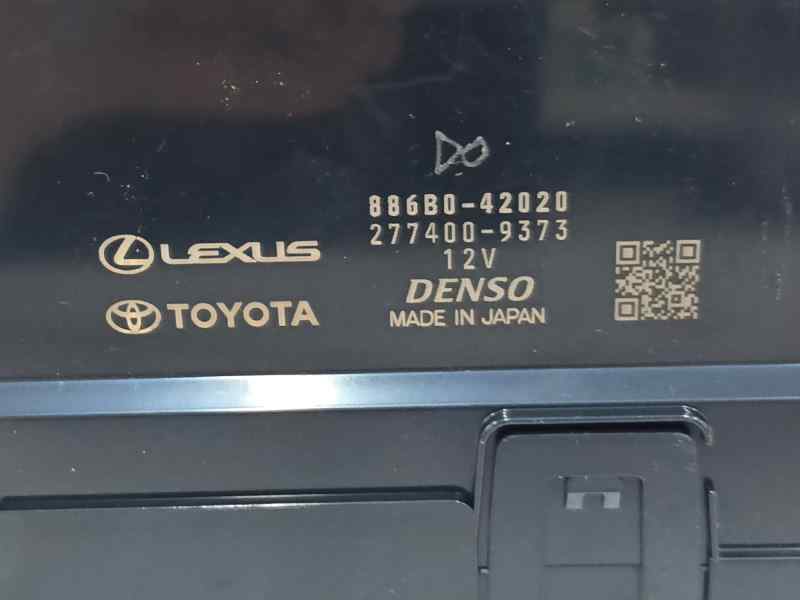 DO
886B0-42020
277400-9373
12V
LEXUS
DENSO
TOYOTA
MADE IN JAPAN